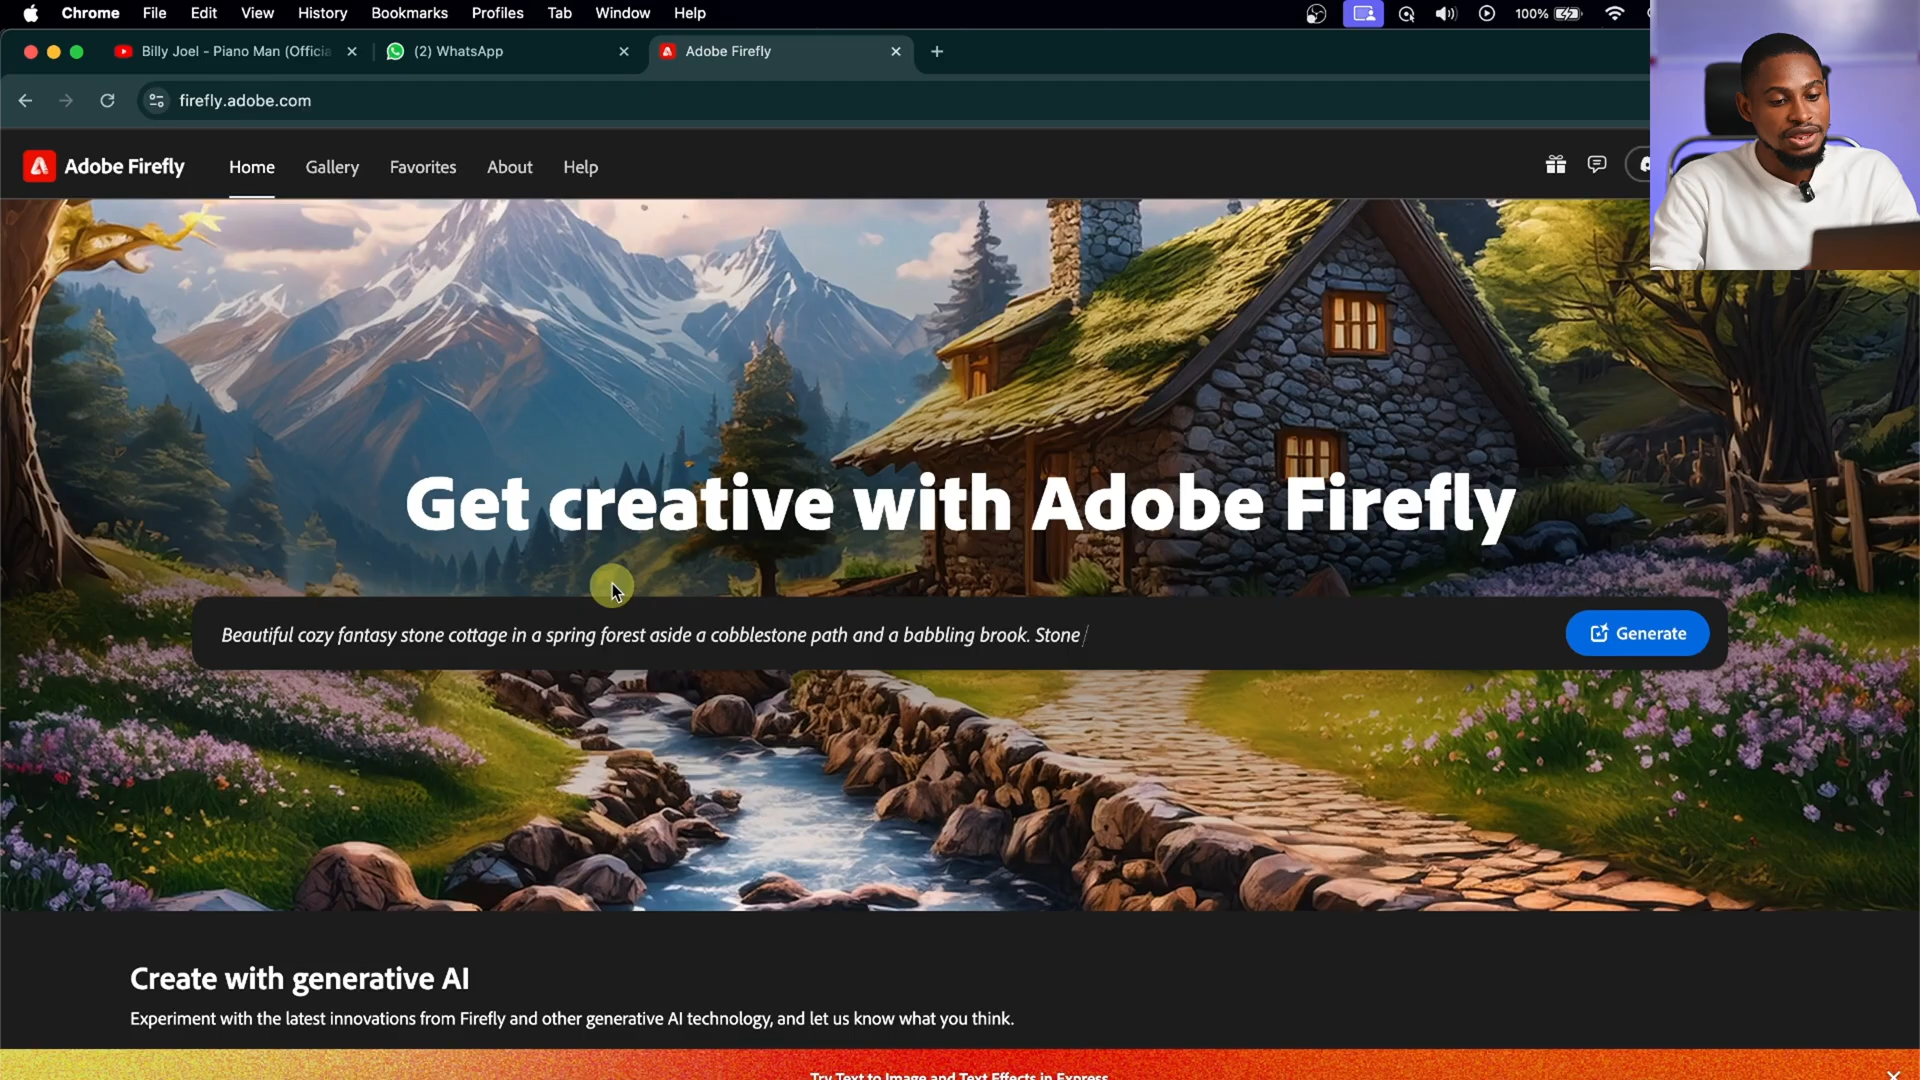 Chrome File Edit View History Bookmarks Profiles Tab Window Help 100%
Billy Joel - Piano Man (Officia (2) WhatsApp Adobe Firefly
firefly.adobe.com
Adobe Firefly Home Gallery Favorites About Help
Get creative with Adobe Firefly
Beautiful cozy fantasy stone cottage in a spring forest aside a cobblestone path and a babbling brook. Stone
Generate
Create with generative AI
Experiment with the latest innovations from Firefly and other generative AI technology, and let us know what you think.
Try Text to Image and Text Effects in Express